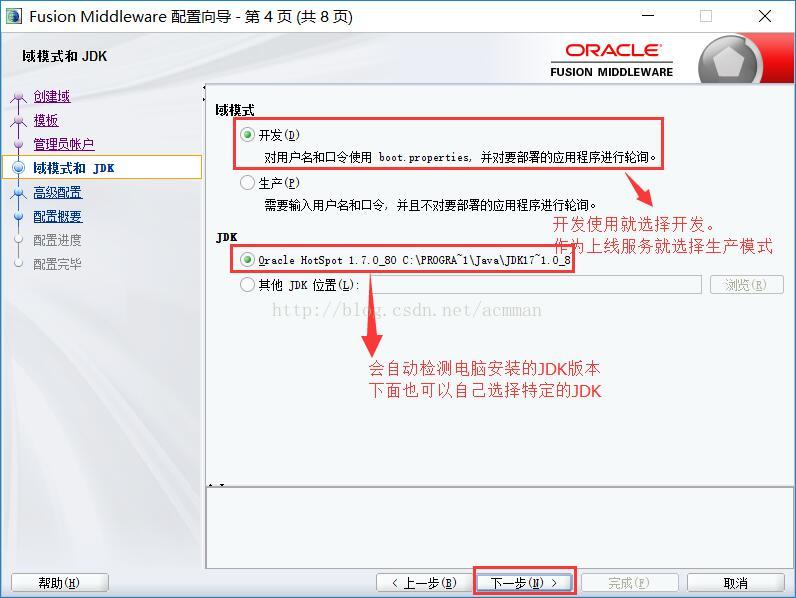 Fusion Middleware 配置向导 - 第 4 页 (共 8 页)
域模式和 JDK
ORACLE
FUSION MIDDLEWARE
创建域
模板
管理员帐户
域模式和 JDK
高级配置
配置概要
配置进度
配置完毕
域模式
开发(D)
对用户名和口令使用 boot.properties, 并对要部署的应用程序进行轮询。
生产(P)
需要输入用户名和口令, 并且不对要部署的应用程序进行轮询。
开发使用就选择开发。
作为上线服务就选择生产模式
JDK
Oracle HotSpot 1.7.0_80 C:\PROGRA~1\Java\JDK17~1.0_8
其他 JDK 位置(L):
浏览(R)
http://blog.csdn.net/acmman
会自动检测电脑安装的JDK版本
下面也可以自己选择特定的JDK
帮助(H)
< 上一步(B)
下一步(N) >
完成(F)
取消